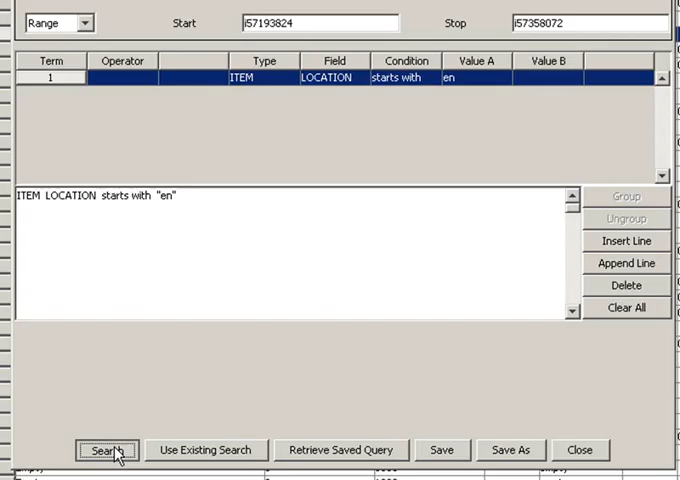 Range Start i57193824 Stop i57358072
Term Operator Type Field Condition Value A Value B
1 ITEM LOCATION starts with en
ITEM LOCATION starts with "en"
Group
Ungroup
Insert Line
Append Line
Delete
Clear All
Search Use Existing Search Retrieve Saved Query Save Save As Close